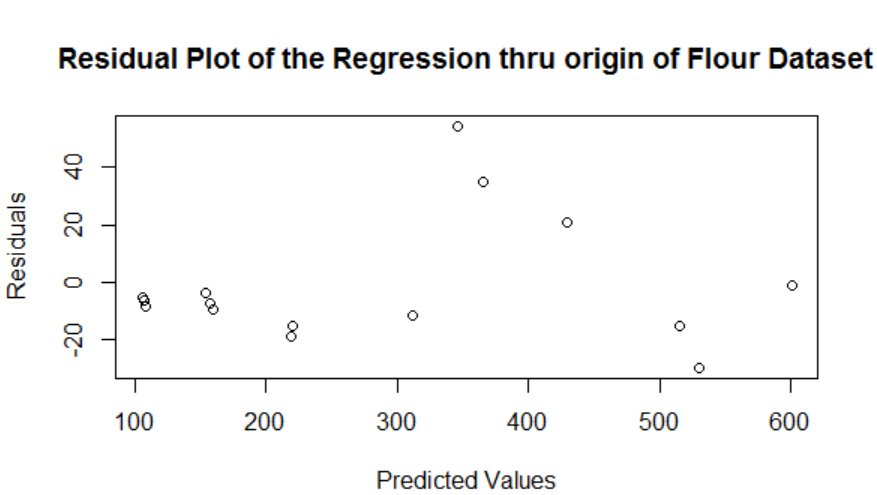 Residual Plot of the Regression thru origin of Flour Dataset
Residuals
40
20
0
-20
100 200 300 400 500 600
Predicted Values